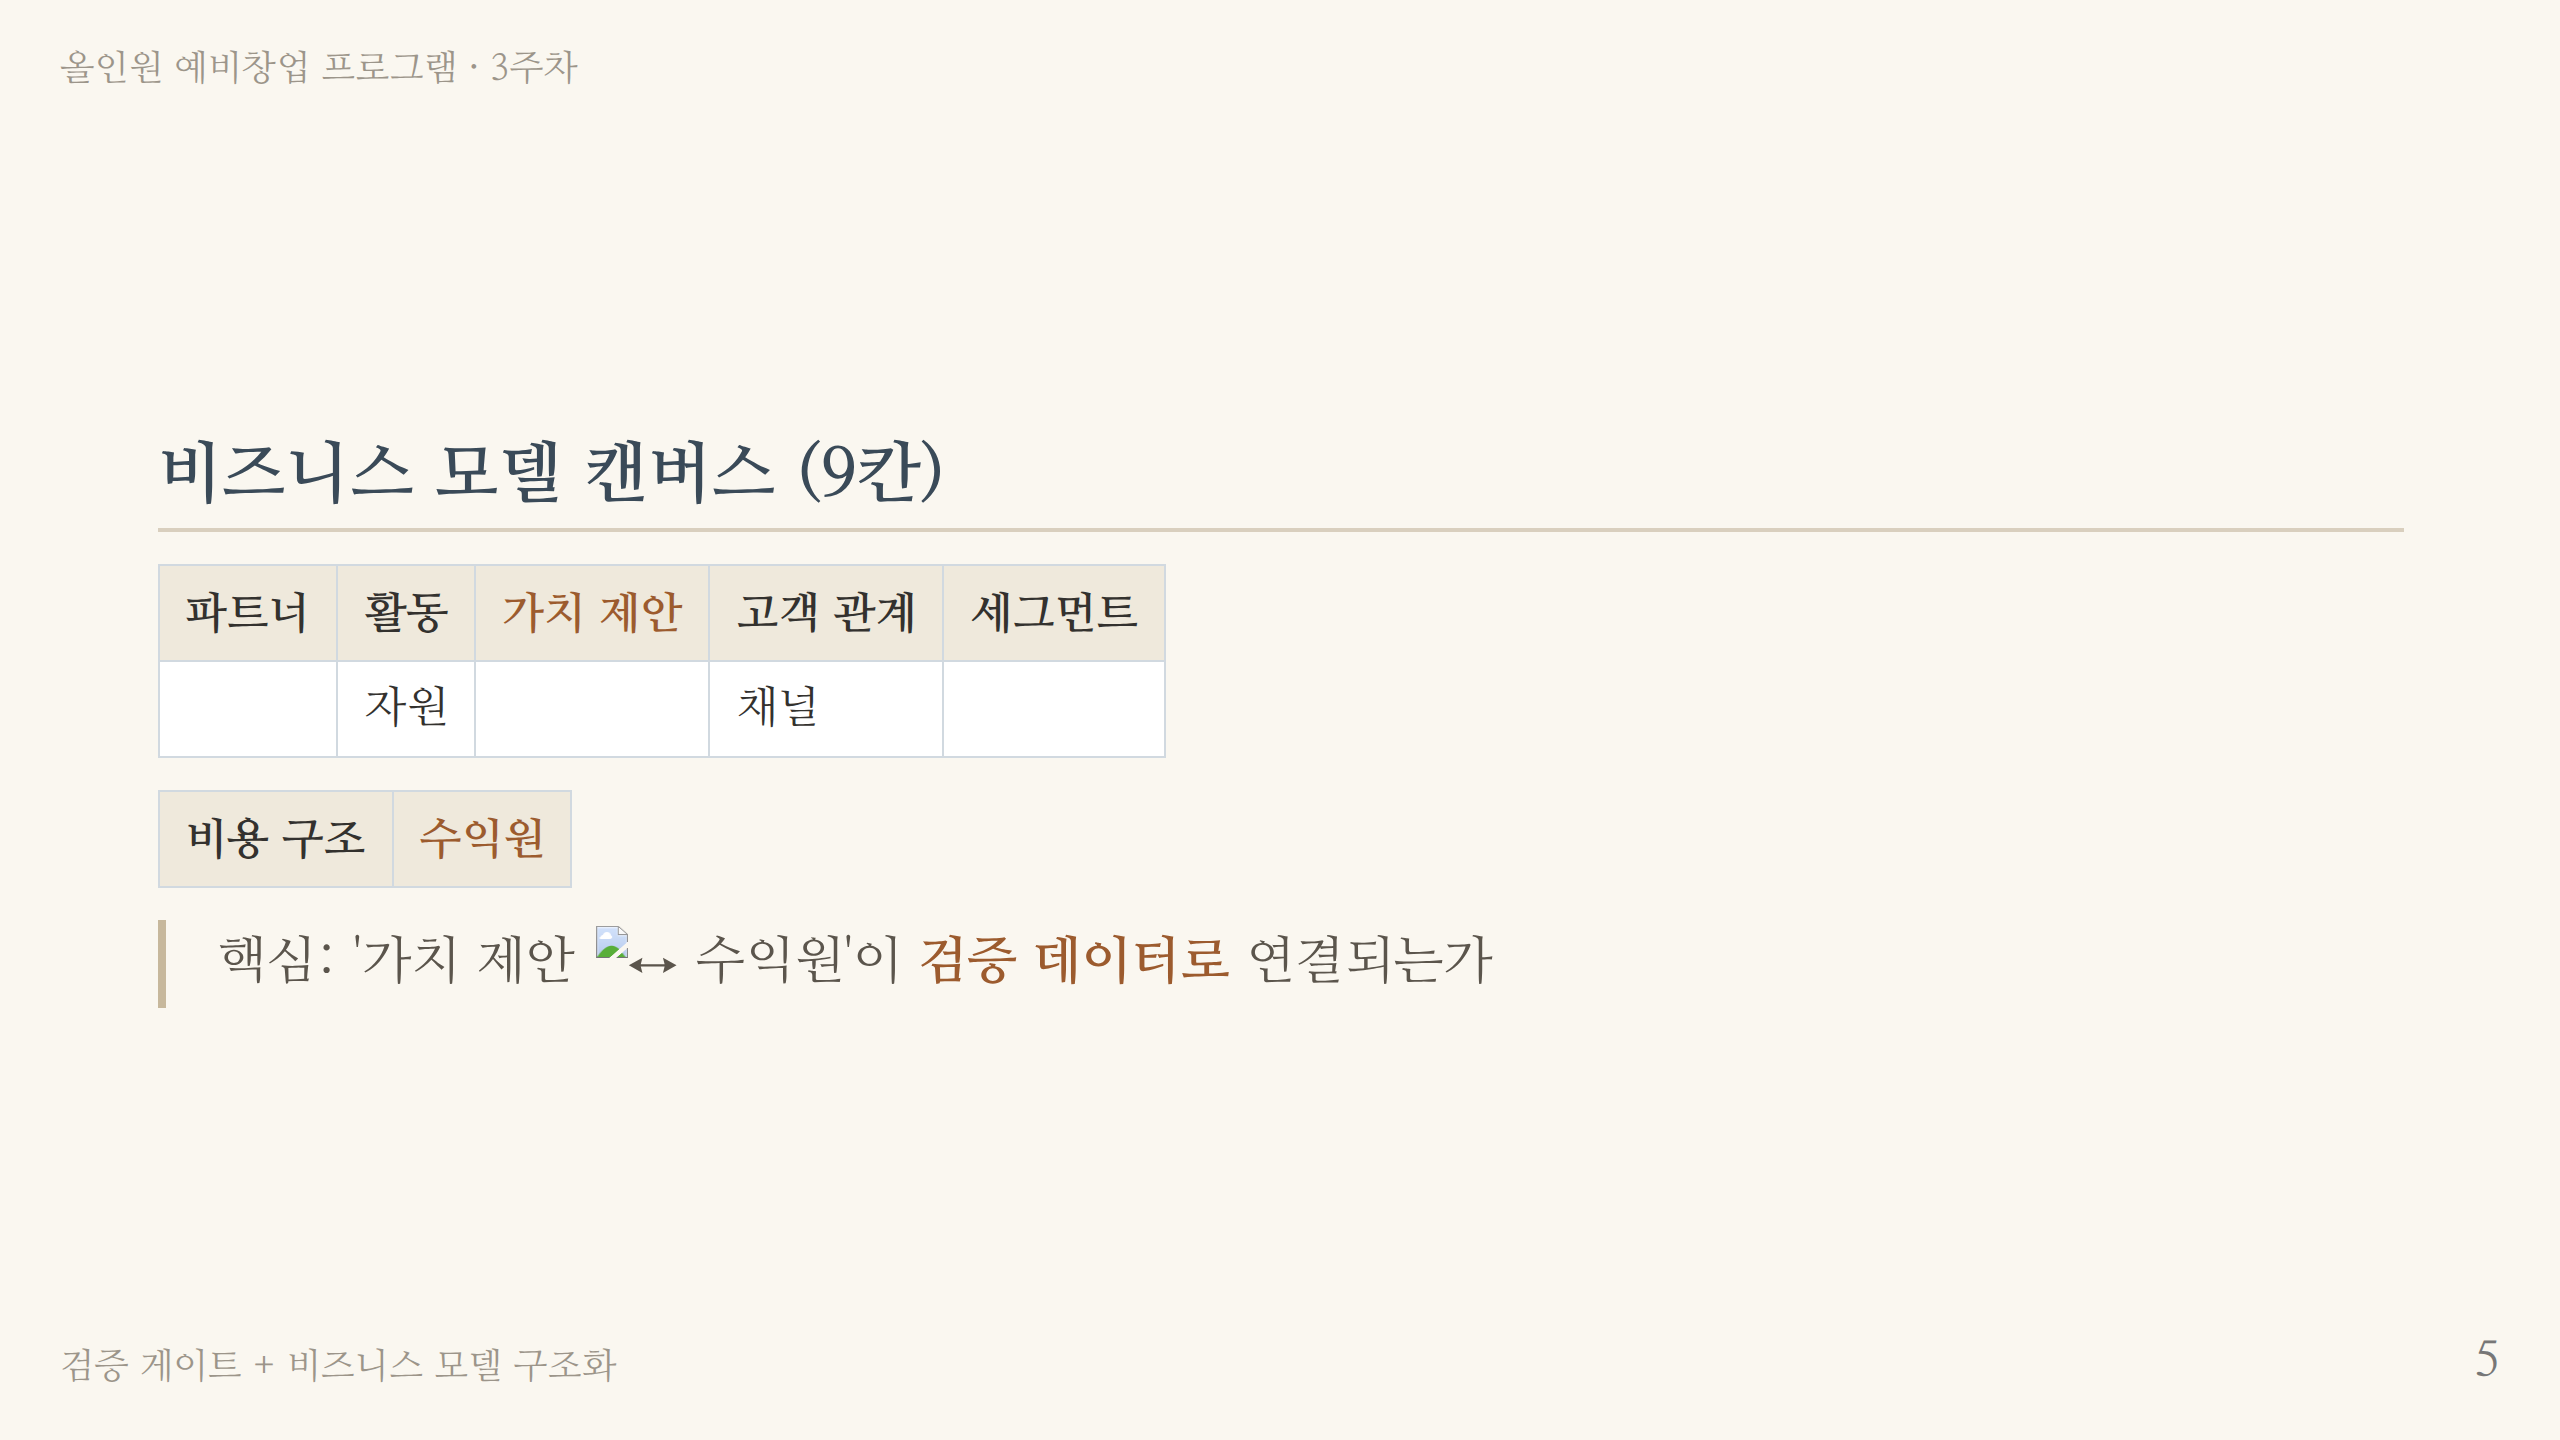 올인원 예비창업 프로그램 · 3주차
비즈니스 모델 캔버스 (9칸)
파트너 활동 가치 제안 고객 관계 세그먼트
자원 채널
비용 구조 수익원
핵심: '가치 제안 ↔ 수익원'이 검증 데이터로 연결되는가
검증 게이트 + 비즈니스 모델 구조화
5